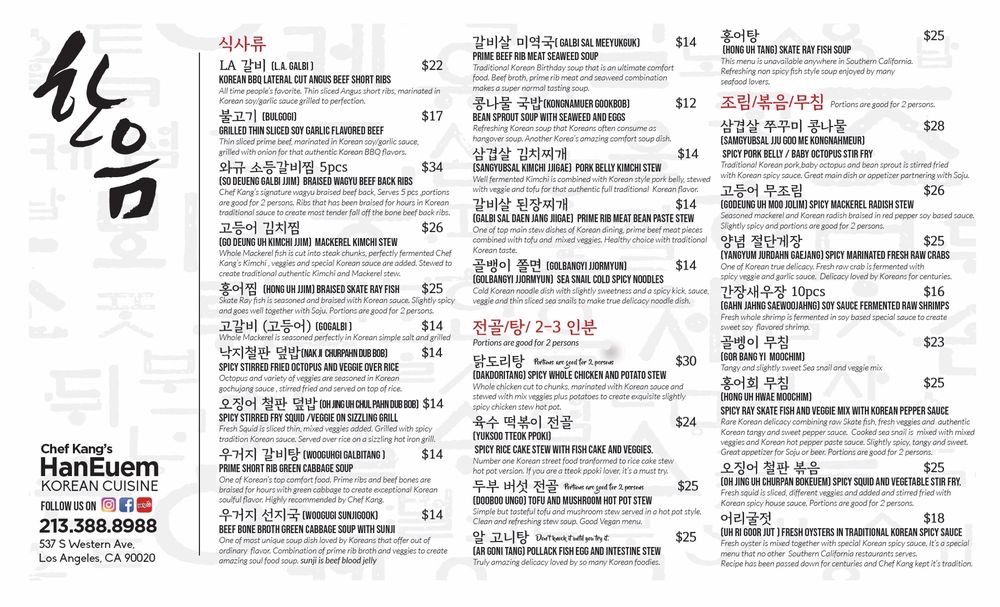 한음
Chef Kang's
HanEuem
KOREAN CUISINE
FOLLOW US ON
213.388.8988
537 S Western Ave,
Los Angeles, CA 90020
식사류
LA 갈비 (L.A. GALBI ) $22
KOREAN BBQ LATERAL CUT ANGUS BEEF SHORT RIBS
All time people's favorite. Thin sliced Angus short ribs, marinated in
Korean soy/garlic sauce grilled to perfection.
불고기 (BULGOGI) $17
GRILLED THIN SLICED SOY GARLIC FLAVORED BEEF
Thin sliced prime beef, marinated in Korean soy/garlic sauce,
grilled with onion for that authentic Korean BBQ flavors.
와규 소등갈비찜 5pcs $34
(SO DEUENG GALBI JJIM) BRAISED WAGYU BEEF BACK RIBS
Chef Kang's signature wagyu braised beef back, Serves 5 pcs ,portions
are good for 2 persons. Ribs that has been braised for hours in Korean
traditional sauce to create most tender fall off the bone beef back ribs.
고등어 김치찜 $26
(GO DEUNG UH KIMCHI JJIM) MACKEREL KIMCHI STEW
Whole Mackerel fish is cut into steak chunks, perfectly fermented Chef
Kang's Kimchi , veggies and special Korean sauce are added. Stewed to
create traditional authentic Kimchi and Mackerel stew.
홍어찜 (HONG UH JJIM) BRAISED SKATE RAY FISH $25
Skate Ray fish is seasoned and braised with Korean sauce. Slightly spicy
and goes well together with Soju. Portions are good for 2 persons.
고갈비 (고등어) (GOGALBI ) $14
Whole Mackerel is seasoned perfectly in Korean simple salt and grilled
낙지철판 덮밥(NAK JI CHURPAHN DUB BOB) $14
SPICY STIRRED FRIED OCTOPUS AND VEGGIE OVER RICE
Octopus and variety of veggies are seasoned in Korean
gochujang sauce , stirred fried and served on top of rice.
오징어 철판 덮밥(OH JING UH CHUL PAHN DUB BOB) $14
SPICY STIRRED FRY SQUID /VEGGIE ON SIZZLING GRILL
Fresh Squid is sliced thin, mixed veggies added. Grilled with spicy
tradition Korean sauce. Served over rice on a sizzling hot iron grill.
우거지 갈비탕 (WOOGUHGI GALBITANG ) $14
PRIME SHORT RIB GREEN CABBAGE SOUP
One of Korean's top comfort food. Prime ribs and beef bones are
braised for hours with green cabbage to create exceptional Korean
soulful flavor. Highly recommended by Chef Kang.
우거지 선지국 (WOOGUGI SUNJIGOOK) $14
BEEF BONE BROTH GREEN CABBAGE SOUP WITH SUNJI
One of most unique soup dish loved by Koreans that offer out of
ordinary flavor. Combination of prime rib broth and veggies to create
amazing soul food soup. sunji is beef blood jelly
갈비살 미역국( GALBI SAL MEEYUKGUK) $14
PRIME BEEF RIB MEAT SEAWEED SOUP
Traditional Korean Birthday soup that is an ultimate comfort
food. Beef broth, prime rib meat and seaweed combination
makes a super normal tasting soup.
콩나물 국밥(KONGNAMUER GOOKBOB) $12
BEAN SPROUT SOUP WITH SEAWEED AND EGGS
Refreshing Korean soup that Koreans often consume as
hangover soup. Another Korea's amazing comfort soup dish.
삼겹살 김치찌개 $14
(SANGYUBSAL KIMCHI JJIGAE) PORK BELLY KIMCHI STEW
Well fermented Kimchi is combined with Korean style pork belly, stewed
with veggie and tofu for that authentic full traditional Korean flavor.
갈비살 된장찌개 $14
(GALBI SAL DAEN JANG JIIGAE) PRIME RIB MEAT BEAN PASTE STEW
One of top main stew dishes of Korean dining, prime beef meat pieces
combined with tofu and mixed veggies. Healthy choice with traditional
Korean taste.
골뱅이 쫄면 (GOLBANGYI JJORMYUN) $14
(GOLBANGYI JJORMYUN) SEA SNAIL COLD SPICY NOODLES
Cold Korean noodle dish with slightly sweetness and a spicy kick, sauce,
veggie and thin sliced sea snails to make true delicacy noodle dish.
전골/탕/ 2-3 인분
Portions are good for 2 persons
닭도리탕 Portions are good for 2 persons $30
(DAKDORITANG) SPICY WHOLE CHICKEN AND POTATO STEW
Whole chicken cut to chunks, marinated with Korean sauce and
stewed with mix veggies plus potatoes to create exquisite slightly
spicy chicken stew hot pot.
육수 떡볶이 전골 $24
(YUKSOO TTEOK PPOKI)
SPICY RICE CAKE STEW WITH FISH CAKE AND VEGGIES.
Number one Korean street food tranformed to rice cake stew
hot pot version. If you are a tteok ppoki lover, it's a must try.
두부 버섯 전골 Portions are good for 2 persons $25
(DOOBOO UNGO) TOFU AND MUSHROOM HOT POT STEW
Simple but tasteful tofu and mushroom stew served in a hot pot style.
Clean and refreshing stew soup. Good Vegan menu.
알 고니탕 Don't knock it until you try it. $25
(AR GONI TANG) POLLACK FISH EGG AND INTESTINE STEW
Truly amazing delicacy loved by so many Korean foodies.
홍어탕 $25
(HONG UH TANG) SKATE RAY FISH SOUP
This menu is unavailable anywhere in Southern California.
Refreshing non spicy fish style soup enjoyed by many
seafood lovers.
조림/볶음/무침 Portions are good for 2 persons.
삼겹살 쭈꾸미 콩나물 $28
(SAMGYUBSAL JJU GOO ME KONGNAHMEUR)
SPICY PORK BELLY / BABY OCTOPUS STIR FRY
Traditional Korean pork,baby octopus and bean sprout is stirred fried
with Korean spicy sauce. Great main dish or appetizer partnering with Soju.
고등어 무조림 $26
(GODEUNG UH MOO JOLIM) SPICY MACKEREL RADISH STEW
Seasoned mackerel and Korean radish braised in red pepper soy based sauce.
Slightly spicy and portions are good for 2 persons.
양념 절단게장 $25
(YANGYUM JURDAHN GAEJANG) SPICY MARINATED FRESH RAW CRABS
One of Korean true delicacy. Fresh raw crab is fermented with
spicy veggie and garlic sauce. Delicacy loved by Koreans for centuries.
간장새우장 10pcs $16
(GAHN JAHNG SAEWOOJAHNG) SOY SAUCE FERMENTED RAW SHRIMPS
Fresh whole shrimp is fermented in soy based special sauce to create
sweet soy flavored shrimp.
골벵이 무침 $23
(GOR BANG YI MOOCHIM)
Tangy and slightly sweet Sea snail and veggie mix
홍어회 무침 $25
(HONG UH HWAE MOOCHIM)
SPICY RAY SKATE FISH AND VEGGIE MIX WITH KOREAN PEPPER SAUCE
Rare Korean delicacy combining raw Skate fish, fresh veggies and authentic
Korean tangy and sweet pepper sauce. Cooked sea snail is mixed with mixed
veggies and Korean hot pepper paste sauce. Slightly spicy, tangy and sweet.
Great appetizer for Soju or beer. Portions are good for 2 persons.
오징어 철판 볶음 $25
(OH JING UH CHURPAN BOKEUEM) SPICY SQUID AND VEGETABLE STIR FRY.
Fresh squid is sliced, different veggies are added and stirred fried with
Korean spicy house sauce. Portions are good for 2 persons.
어리굴젓 $18
(UH RI GOOR JUT ) FRESH OYSTERS IN TRADITIONAL KOREAN SPICY SAUCE
Fresh oyster is mixed together with special Korean spicy sauce. It's a special
menu that no other Southern California restaurants serves.
Recipe has been passed down for centuries and Chef Kang kept it's tradition.